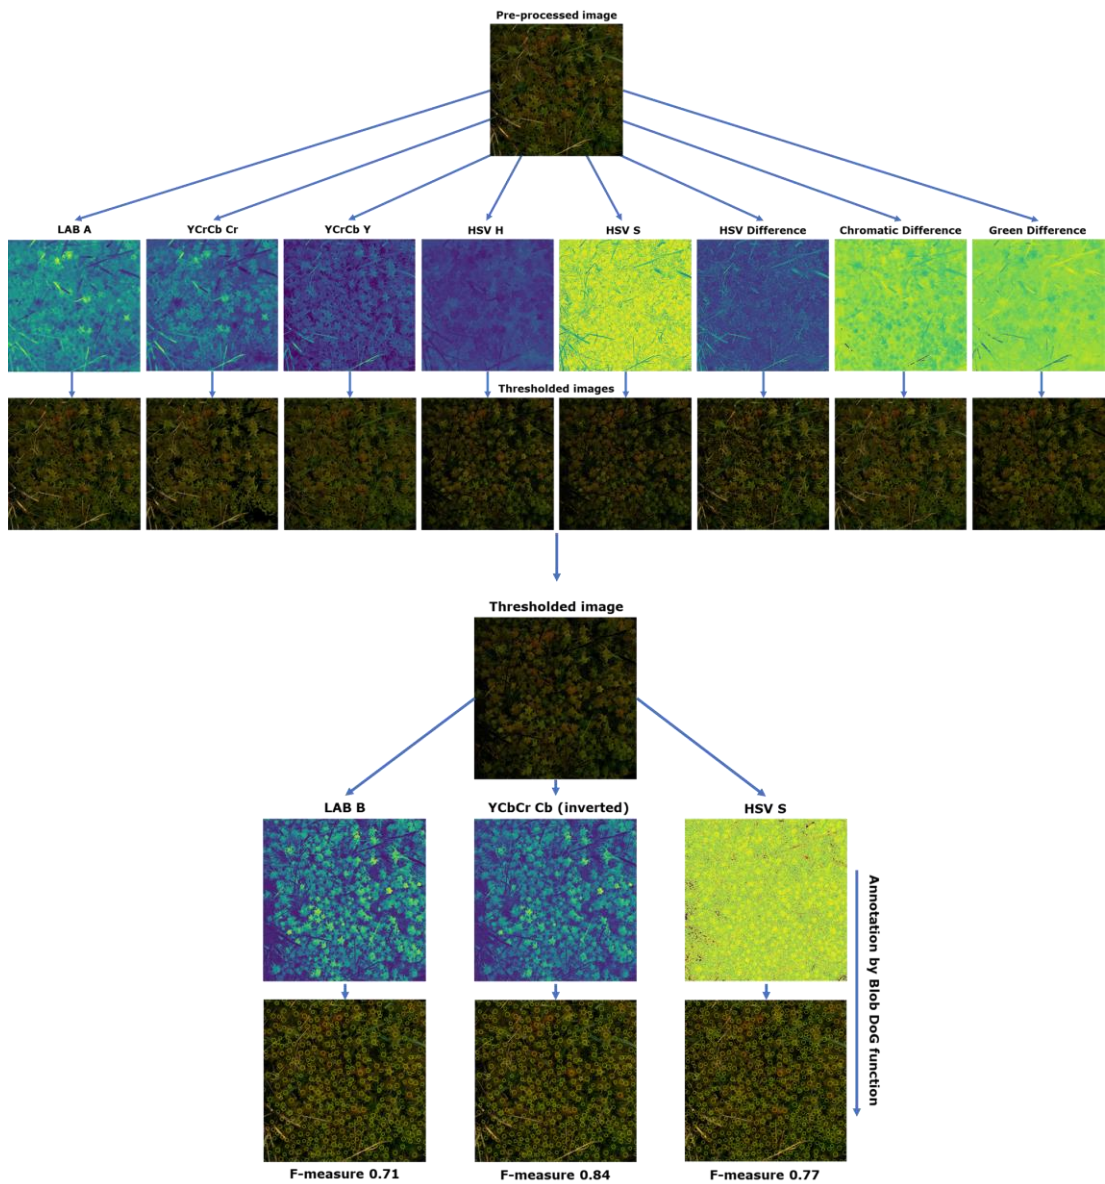 Pre-processed image
LAB A
YCrCb Cr
YCrCb Y
HSV H
HSV S
HSV Difference
Chromatic Difference
Green Difference
Thresholded images
Thresholded image
LAB B
YCbCr Cb (inverted)
HSV S
Annotation by Blob DoG function
F-measure 0.71
F-measure 0.84
F-measure 0.77